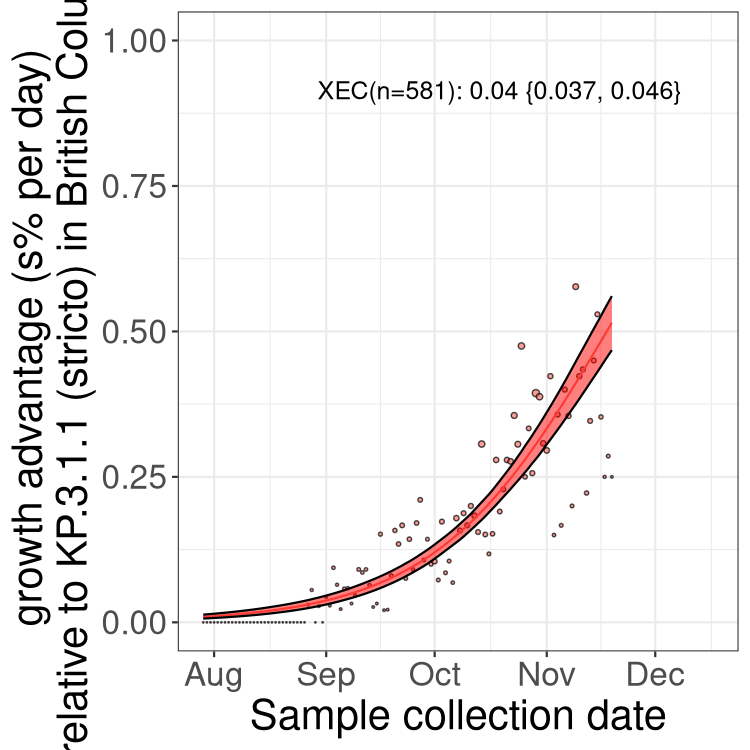 growth advantage (s% per day)
relative to KP.3.1.1 (stricto) in British Colu
1.00
0.75
0.50
0.25
0.00
XEC(n=581): 0.04 {0.037, 0.046}
Aug Sep Oct Nov Dec
Sample collection date